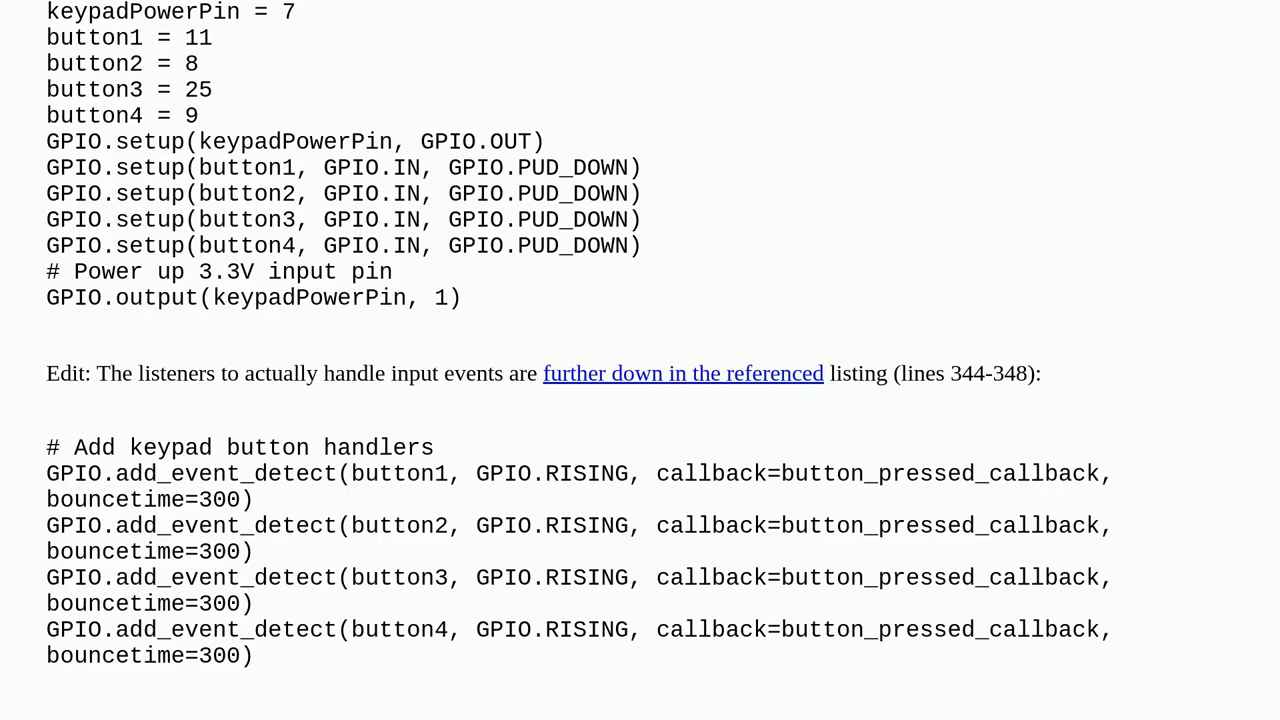 keypadPowerPin = 7
button1 = 11
button2 = 8
button3 = 25
button4 = 9
GPIO.setup(keypadPowerPin, GPIO.OUT)
GPIO.setup(button1, GPIO.IN, GPIO.PUD_DOWN)
GPIO.setup(button2, GPIO.IN, GPIO.PUD_DOWN)
GPIO.setup(button3, GPIO.IN, GPIO.PUD_DOWN)
GPIO.setup(button4, GPIO.IN, GPIO.PUD_DOWN)
# Power up 3.3V input pin
GPIO.output(keypadPowerPin, 1)
Edit: The listeners to actually handle input events are further down in the referenced listing (lines 344-348):
# Add keypad button handlers
GPIO.add_event_detect(button1, GPIO.RISING, callback=button_pressed_callback,
bouncetime=300)
GPIO.add_event_detect(button2, GPIO.RISING, callback=button_pressed_callback,
bouncetime=300)
GPIO.add_event_detect(button3, GPIO.RISING, callback=button_pressed_callback,
bouncetime=300)
GPIO.add_event_detect(button4, GPIO.RISING, callback=button_pressed_callback,
bouncetime=300)